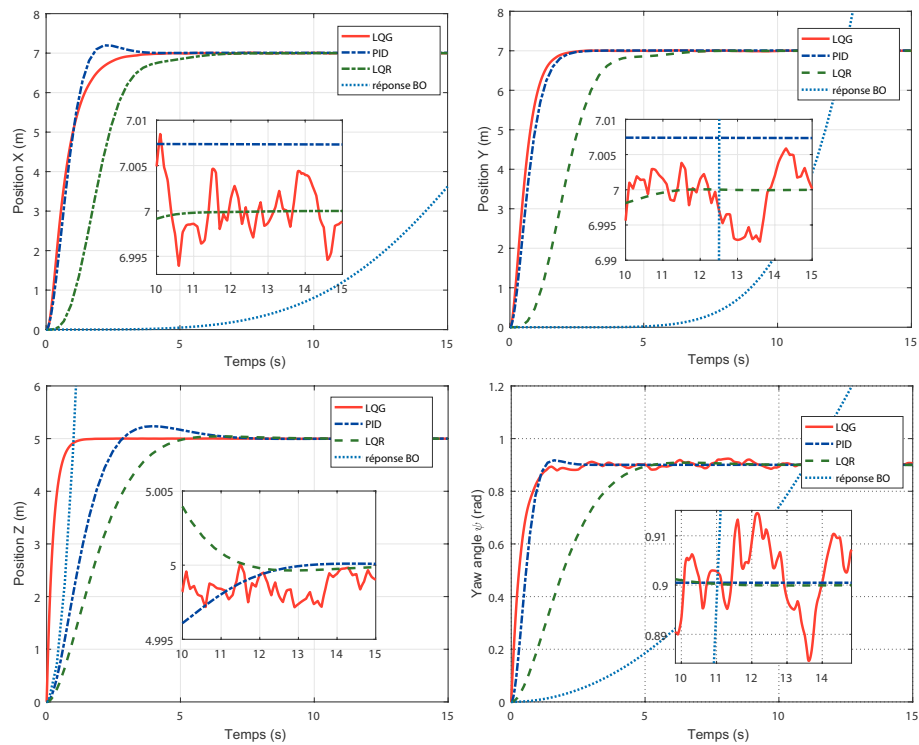 8
7
6
5
4
3
2
1
0
Position X (m)
LQG
PID
LQR
réponse BO
7.01
7.005
7
6.995
10 11 12 13 14 15
0 5 10 15
Temps (s)
8
7
6
5
4
3
2
1
0
Position Y (m)
LQG
PID
LQR
réponse BO
7.01
7.005
7
6.995
6.99
10 11 12 13 14 15
0 5 10 15
Temps (s)
6
5
4
3
2
1
0
Position Z (m)
LQG
PID
LQR
réponse BO
5.005
5
4.995
10 11 12 13 14 15
0 5 10 15
Temps (s)
1.2
1
0.8
0.6
0.4
0.2
0
Yaw angle ψ (rad)
LQG
PID
LQR
réponse BO
0.91
0.9
0.89
10 11 12 13 14
0 5 10 15
Temps (s)